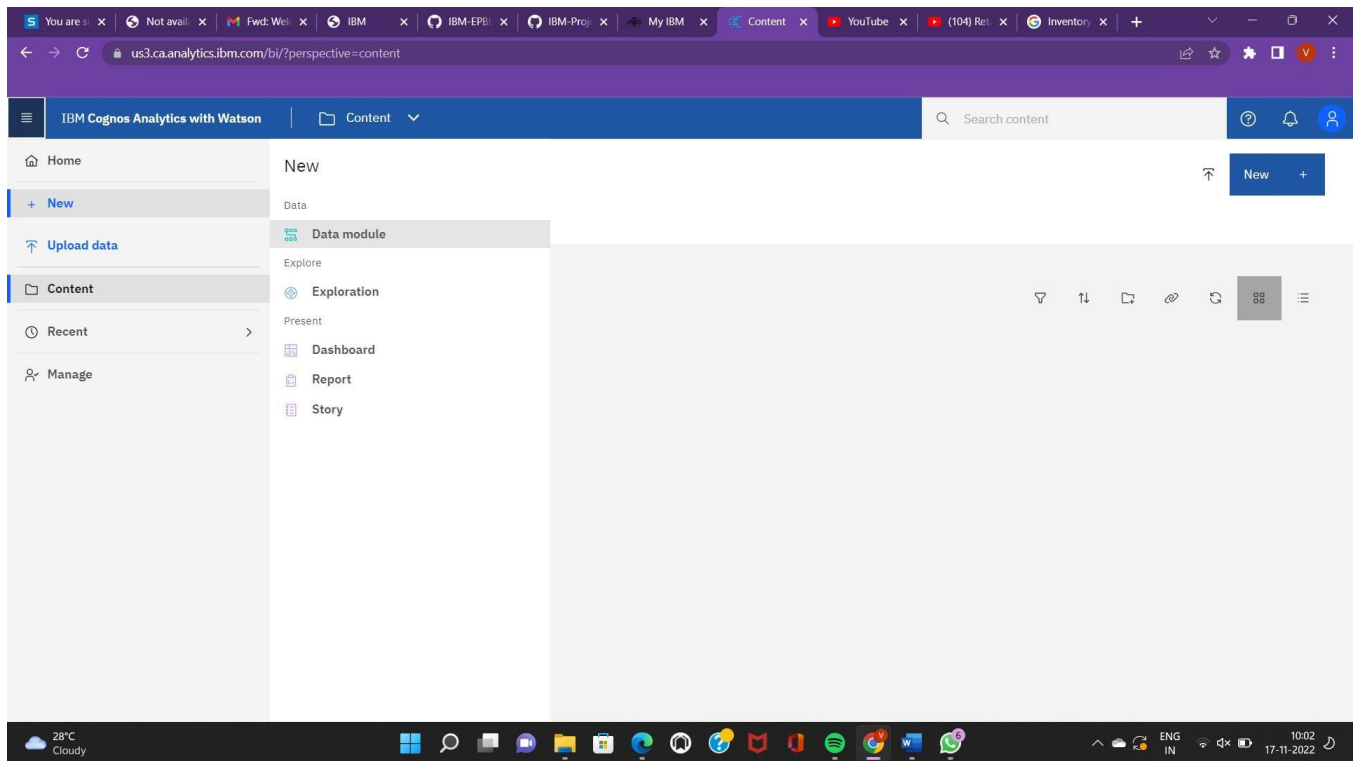 You are si
Not avail
Fwd: Wel
IBM
IBM-EPBL
IBM-Proj
My IBM
Content
YouTube
(104) Ret
Inventory
us3.ca.analytics.ibm.com/bi/?perspective=content
V
IBM Cognos Analytics with Watson
Content
Search content
Home
New
Upload data
Content
Recent
Manage
New
Data
Data module
Explore
Exploration
Present
Dashboard
Report
Story
New +
28°C
Cloudy
6
ENG
IN
10:02
17-11-2022